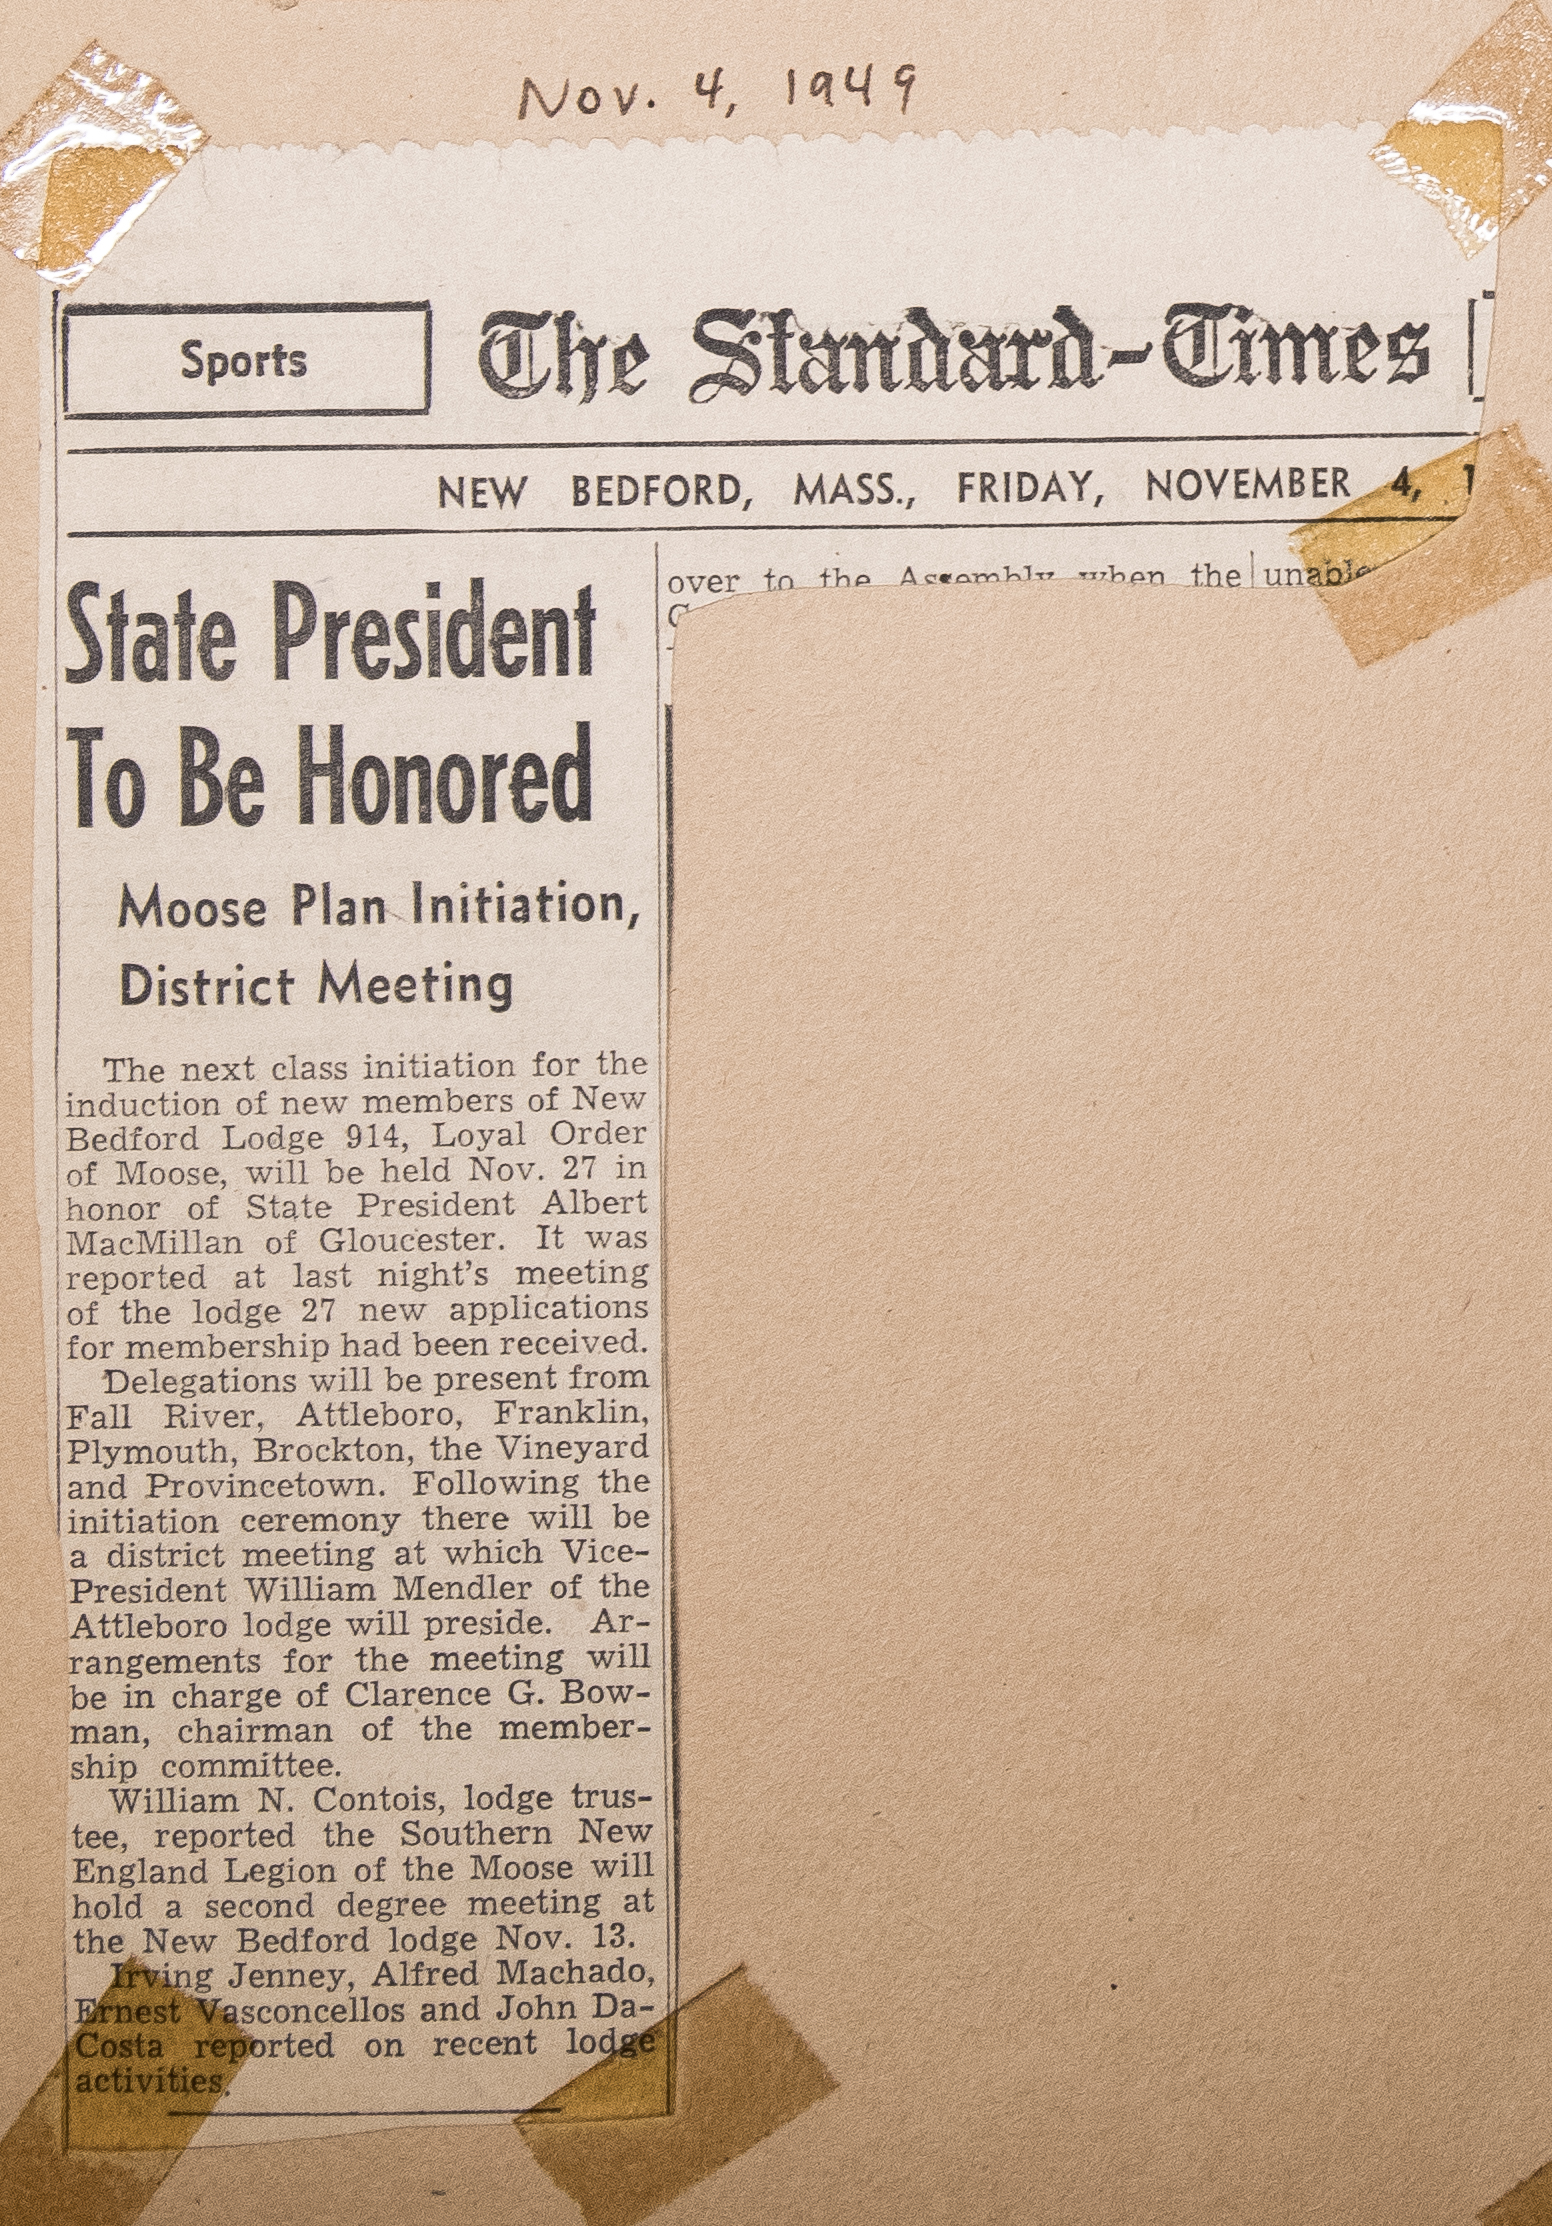 Nov. 4, 1949
Sports
The Standard-Times
NEW BEDFORD, MASS., FRIDAY, NOVEMBER 4, 1
State President
To Be Honored
Moose Plan Initiation,
District Meeting
The next class initiation for the
induction of new members of New
Bedford Lodge 914, Loyal Order
of Moose, will be held Nov. 27 in
honor of State President Albert
MacMillan of Gloucester. It was
reported at last night's meeting
of the lodge 27 new applications
for membership had been received.
Delegations will be present from
Fall River, Attleboro, Franklin,
Plymouth, Brockton, the Vineyard
and Provincetown. Following the
initiation ceremony there will be
a district meeting at which Vice-
President William Mendler of the
Attleboro lodge will preside. Ar-
rangements for the meeting will
be in charge of Clarence G. Bow-
man, chairman of the member-
ship committee.
William N. Contois, lodge trus-
tee, reported the Southern New
England Legion of the Moose will
hold a second degree meeting at
the New Bedford lodge Nov. 13.
Irving Jenney, Alfred Machado,
Ernest Vasconcellos and John Da-
Costa reported on recent lodge
activities.
over to the Assembly when the
unable